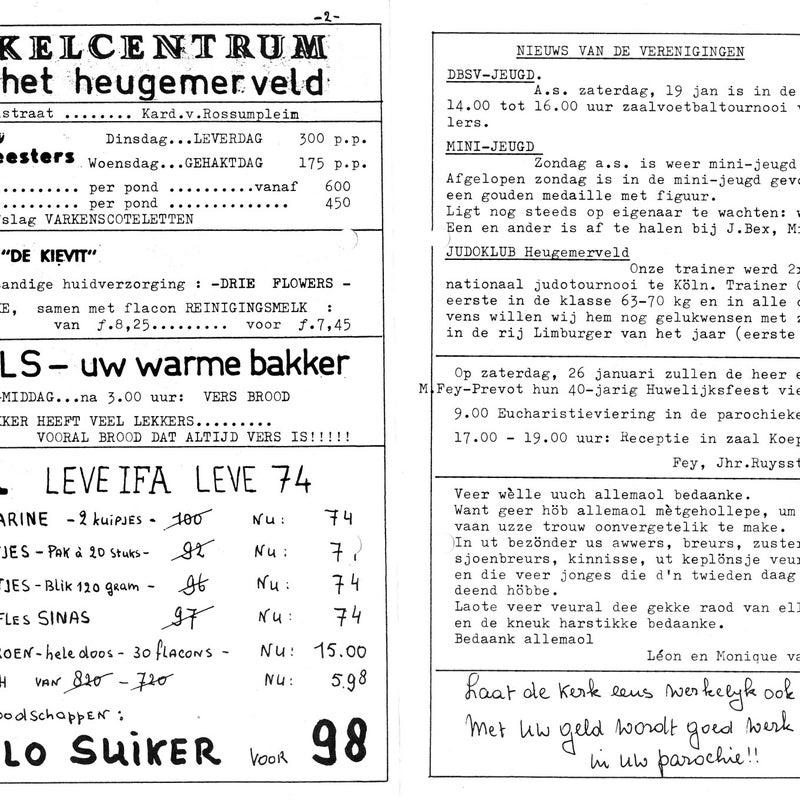 -2-
KELCENTRUM
het heugemerveld
straat ........ Kard.v.Rossumpleim
eesters
Dinsdag...LEVERDAG 300 p.p.
Woensdag...GEHAKTDAG 175 p.p.
.......... per pond ..........vanaf 600
.......... per pond .............. 450
slag VARKENSCOTELETTEN
"DE KIEVIT"
andige huidverzorging : -DRIE FLOWERS -
E, samen met flacon REINIGINGSMELK :
van f.8,25......... voor f.7,45
LS - uw warme bakker
MIDDAG...na 3.00 uur: VERS BROOD
KER HEEFT VEEL LEKKERS.........
VOORAL BROOD DAT ALTIJD VERS IS!!!!!
LEVE IFA LEVE 74
ARINE - 2 kuipjes - 100 Nu: 74
TJES - PAK à 20 STUKS - 92 Nu: 7
TJES - Blik 120 gram - 96 Nu: 74
FLES SINAS 97 Nu: 74
ROEN - hele doos - 30 flacons - Nu: 15.00
H VAN 820 - 720 Nu: 5.98
oodschAPPEN :
LO SUIKER VOOR 98
NIEUWS VAN DE VERENIGINGEN
DBSV-JEUGD.
A.s. zaterdag, 19 jan is in de
14.00 tot 16.00 uur zaalvoetbaltournooi v
lers.
MINI-JEUGD
Zondag a.s. is weer mini-jeugd
Afgelopen zondag is in de mini-jeugd gevo
een gouden medaille met figuur.
Ligt nog steeds op eigenaar te wachten: w
Een en ander is af te halen bij J.Bex, Mi
JUDOKLUB Heugemerveld
Onze trainer werd 2x
nationaal judotournooi te Köln. Trainer
eerste in de klasse 63-70 kg en in alle
vens willen wij hem nog gelukwensen met z
in de rij Limburger van het jaar (eerste
Op zaterdag, 26 januari zullen de heer e
M.Fey-Prevot hun 40-jarig Huwelijksfeest vie
9.00 Eucharistieviering in de parochieke
17.00 - 19.00 uur: Receptie in zaal Koep
Fey, Jhr.Ruysst
Veer wèlle uuch allemaol bedaanke.
Want geer höb allemaol mètgehollepe, um
vaan uzze trouw oonvergetelik te make.
In ut bezönder us awwers, breurs, zuster
sjoenbreurs, kinnisse, ut keplönsje veur
en die veer jonges die d'n twieden daag
deend höbbe.
Laote veer veural dee gekke raod van ell
en de kneuk harstikke bedaanke.
Bedaank allemaol
Léon en Monique va
Laat de Kerk eens werkelyk ook
Met Uw geld wordt goed werk
in uw parochie!!